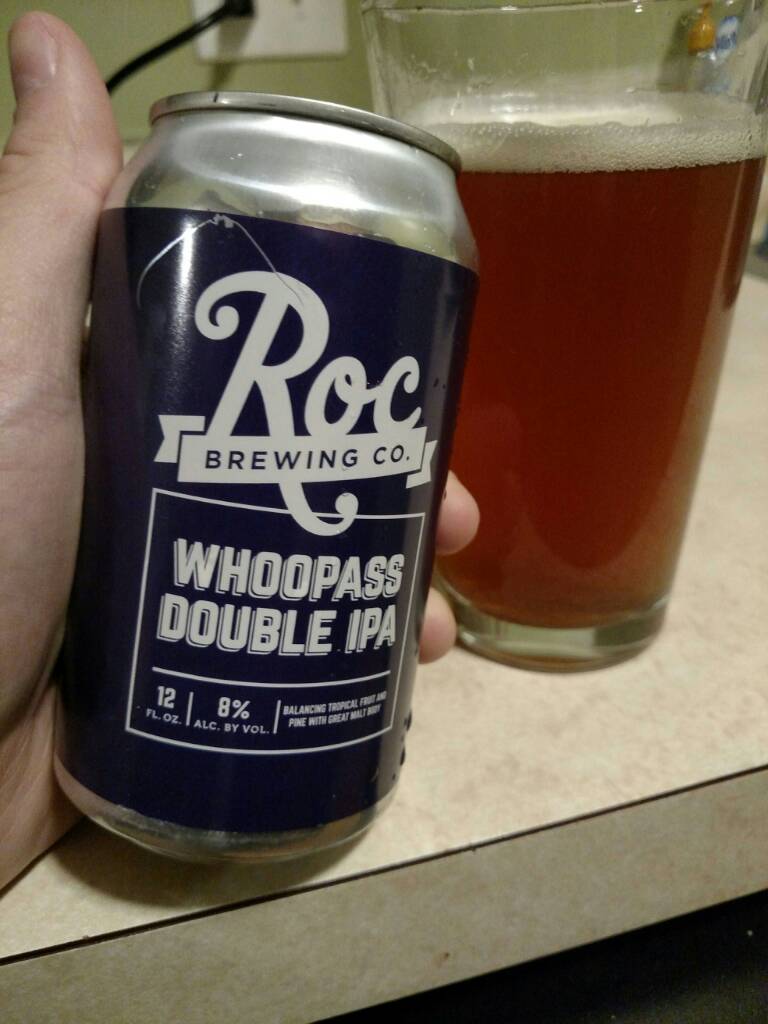 Roc
BREWING CO.
WHOOPASS
DOUBLE IPA
12
FL. OZ.
8%
ALC. BY VOL.
BALANCING TROPICAL FRUIT AND
PINE WITH GREAT MALT BODY